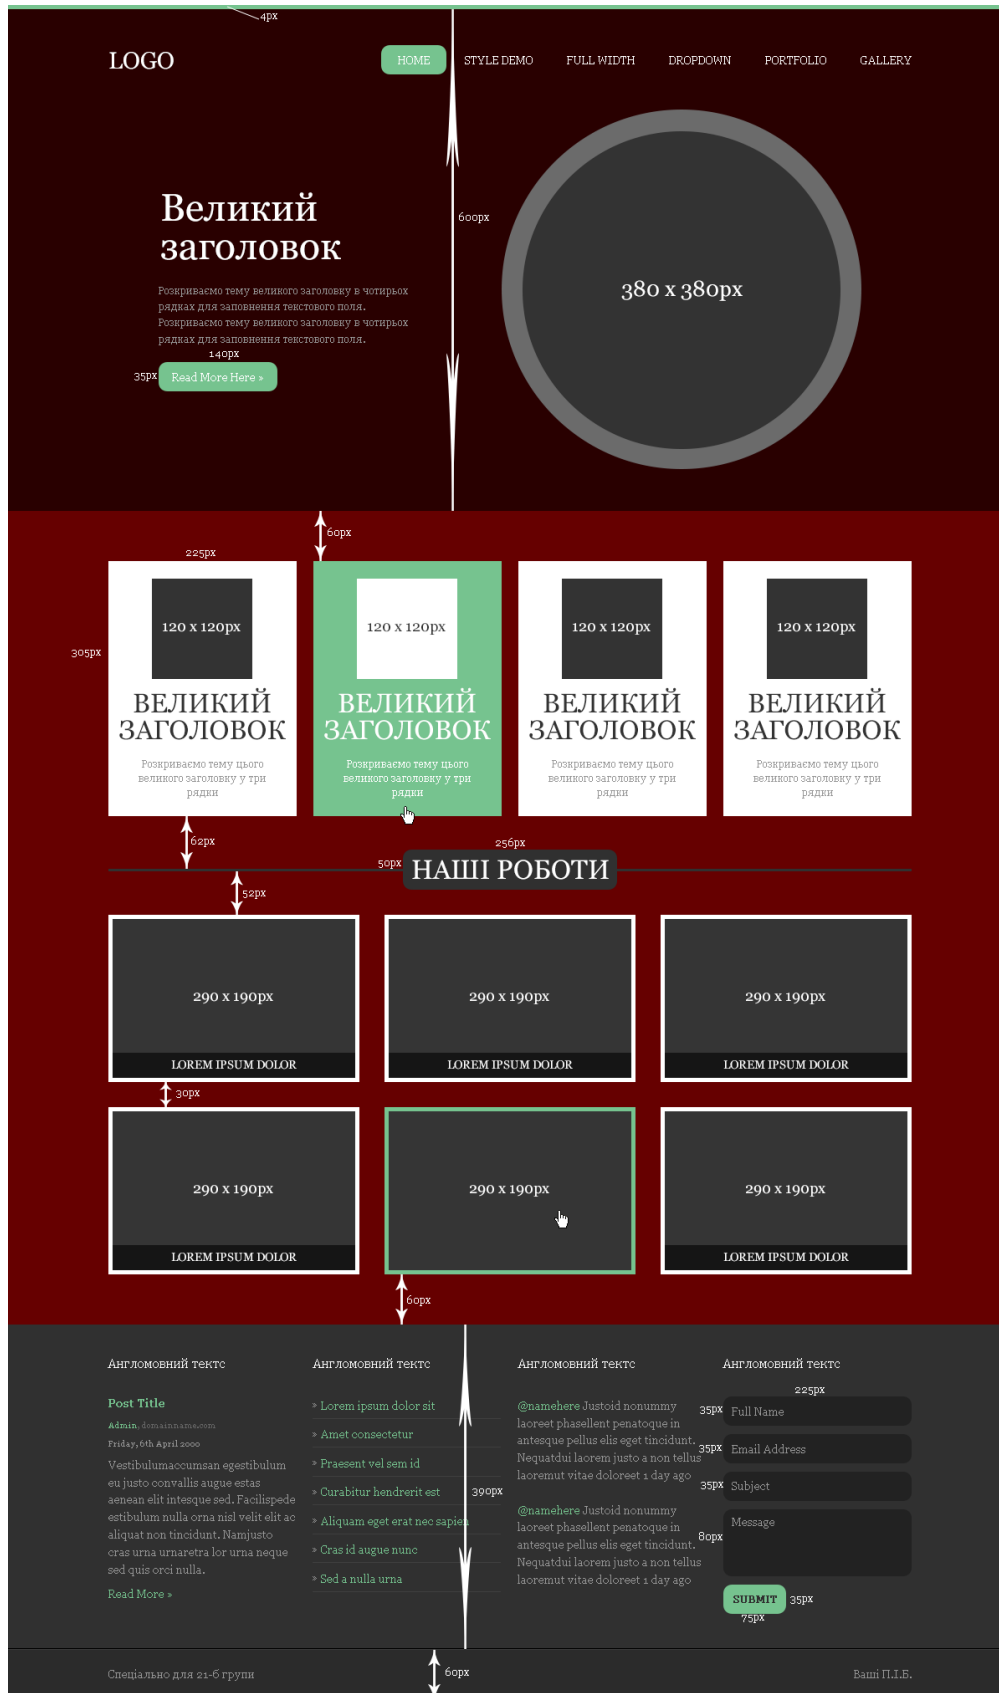 4px
LOGO
HOME
STYLE DEMO
FULL WIDTH
DROPDOWN
PORTFOLIO
GALLERY
Великий
заголовок
600px
380 x 380px
Розкриваємо тему великого заголовку в чотирьох
рядках для заповнення текстового поля.
Розкриваємо тему великого заголовку в чотирьох
рядках для заповнення текстового поля.
140px
35px
Read More Here »
60px
225px
305px
120 x 120px
ВЕЛИКИЙ
ЗАГОЛОВОК
Розкриваємо тему цього
великого заголовку у три
рядки
120 x 120px
ВЕЛИКИЙ
ЗАГОЛОВОК
Розкриваємо тему цього
великого заголовку у три
рядки
120 x 120px
ВЕЛИКИЙ
ЗАГОЛОВОК
Розкриваємо тему цього
великого заголовку у три
рядки
120 x 120px
ВЕЛИКИЙ
ЗАГОЛОВОК
Розкриваємо тему цього
великого заголовку у три
рядки
62px
256px
50px
НАШІ РОБОТИ
52px
290 x 190px
LOREM IPSUM DOLOR
290 x 190px
LOREM IPSUM DOLOR
290 x 190px
LOREM IPSUM DOLOR
30px
290 x 190px
LOREM IPSUM DOLOR
290 x 190px
290 x 190px
LOREM IPSUM DOLOR
60px
Англомовний тектс
Post Title
Admin, domainname.com
Friday, 6th April 2000
Vestibulumaccumsan egestibulum
eu justo convallis augue estas
aenean elit intesque sed. Facilispede
estibulum nulla orna nisl velit elit ac
aliquat non tincidunt. Namjusto
cras urna urnaretra lor urna neque
sed quis orci nulla.
Read More »
Англомовний тектс
» Lorem ipsum dolor sit
» Amet consectetur
» Praesent vel sem id
» Curabitur hendrerit est
» Aliquam eget erat nec sapien
» Cras id augue nunc
» Sed a nulla urna
390px
Англомовний тектс
@namehere Justoid nonummy
laoreet phasellent penatoque in
antesque pellus elis eget tincidunt.
Nequatdui laorem justo a non tellus
laoremut vitae doloreet 1 day ago
@namehere Justoid nonummy
laoreet phasellent penatoque in
antesque pellus elis eget tincidunt.
Nequatdui laorem justo a non tellus
laoremut vitae doloreet 1 day ago
Англомовний тектс
225px
35px
Full Name
35px
Email Address
35px
Subject
80px
Message
SUBMIT
35px
75px
Спеціально для 21-б групи
60px
Ваші П.І.Б.